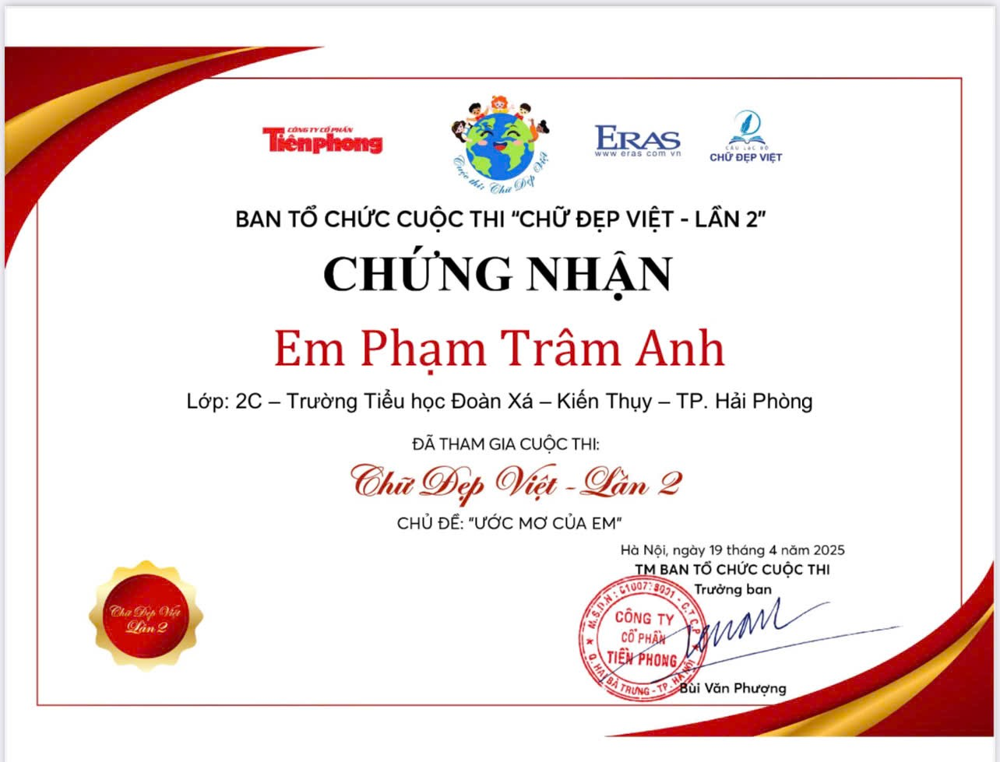 CÔNG TY CỔ PHẦN
Tiênphong
Cuộc thi: Chữ Đẹp Việt
ERAS
www eras com vn
CÂU LẠC BỘ
CHỮ ĐẸP VIỆT
BAN TỔ CHỨC CUỘC THI “CHỮ ĐẸP VIỆT - LẦN 2”
CHỨNG NHẬN
Em Phạm Trâm Anh
Lớp: 2C – Trường Tiểu học Đoàn Xá – Kiến Thụy – TP. Hải Phòng
ĐÃ THAM GIA CUỘC THI:
Chữ Đẹp Việt - Lần 2
CHỦ ĐỀ: “ƯỚC MƠ CỦA EM”
Hà Nội, ngày 19 tháng 4 năm 2025
TM BAN TỔ CHỨC CUỘC THI
Trưởng ban
Chữ Đẹp Việt
Lần 2
M.S.D.N: - C.T.C.P
CÔNG TY
CỔ PHẦN
TIỀN PHONG
Q. HAI BÀ TRƯNG - TP. HÀ NỘI
Bùi Văn Phượng